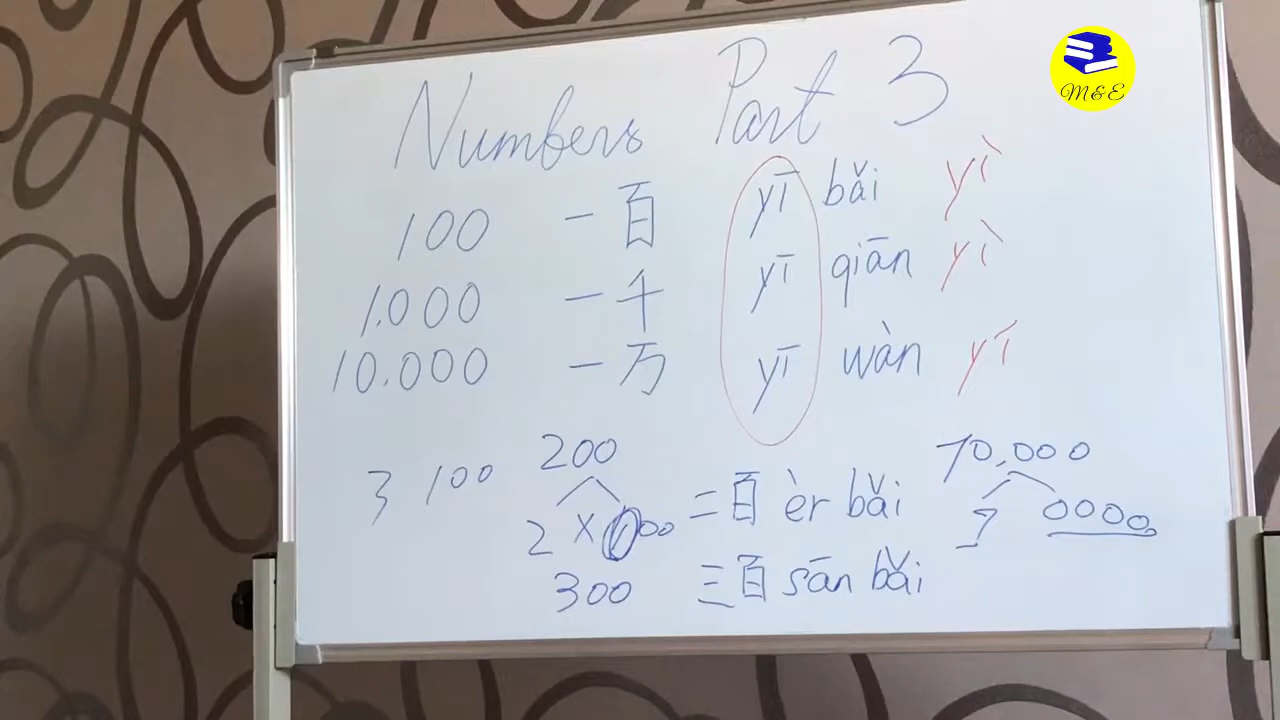 Numbers Part 3
M&E
100 一百 yī bǎi yì
1.000 一千 yī qiān yì
10.000 一万 yī wàn yī
200 70.000
3 100
2 X 100 二百 èr bǎi 7 0000
300 三百 sān bǎi